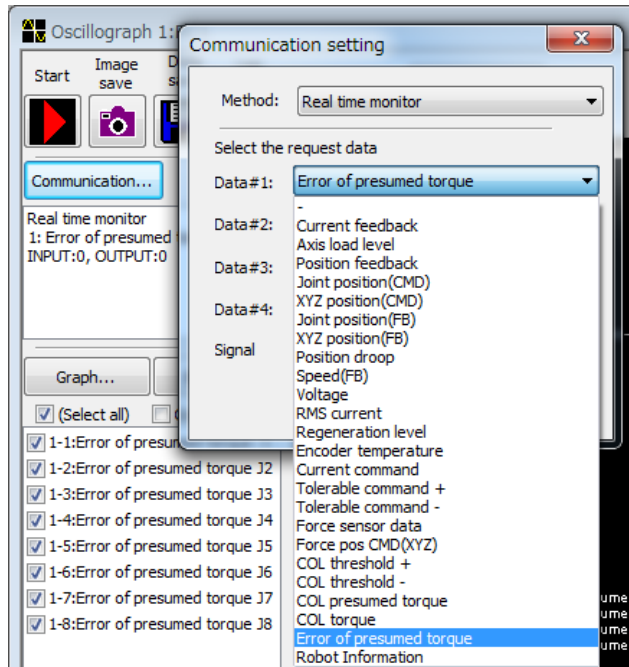 Oscillograph 1:
Communication setting
Start
Image
save
Method:
Real time monitor
Select the request data
Communication...
Data#1:
Error of presumed torque
Real time monitor
1: Error of presumed
INPUT:0, OUTPUT:0
Data#2:
Data#3:
Data#4:
Signal
-
Current feedback
Axis load level
Position feedback
Joint position(CMD)
XYZ position(CMD)
Joint position(FB)
XYZ position(FB)
Position droop
Speed(FB)
Voltage
RMS current
Regeneration level
Encoder temperature
Current command
Tolerable command +
Tolerable command -
Force sensor data
Force pos CMD(XYZ)
COL threshold +
COL threshold -
COL presumed torque
COL torque
Error of presumed torque
Robot Information
Graph...
(Select all)
1-1:Error of presumed torque
1-2:Error of presumed torque J2
1-3:Error of presumed torque J3
1-4:Error of presumed torque J4
1-5:Error of presumed torque J5
1-6:Error of presumed torque J6
1-7:Error of presumed torque J7
1-8:Error of presumed torque J8
ume
ume
ume
ume